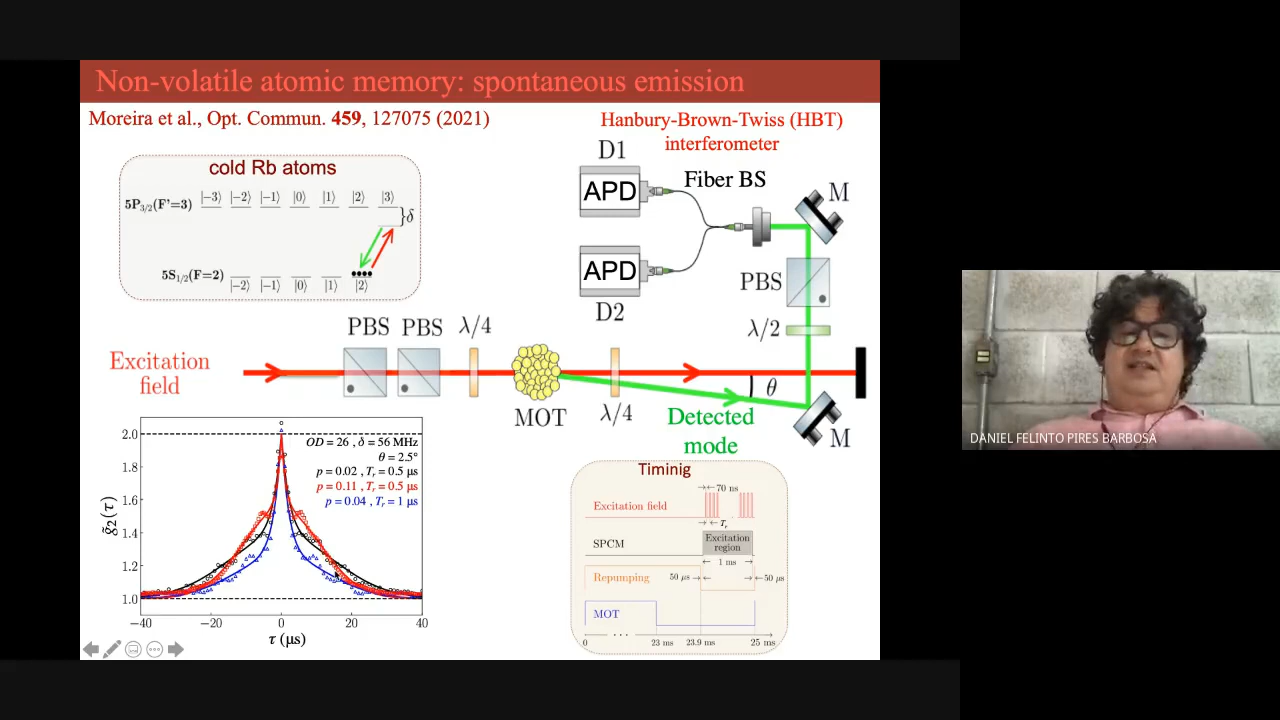 Non-volatile atomic memory: spontaneous emission
Moreira et al., Opt. Commun. 459, 127075 (2021)
Hanbury-Brown-Twiss (HBT)
interferometer
cold Rb atoms
5P3/2(F'=3) |−3⟩ |−2⟩ |−1⟩ |0⟩ |1⟩ |2⟩ |3⟩
δ
5S1/2(F=2)
|−2⟩ |−1⟩ |0⟩ |1⟩ |2⟩
D1
APD
Fiber BS
M
APD
D2
PBS
λ/2
PBS PBS λ/4
Excitation
field
MOT
λ/4
θ
Detected
mode
M
g̃2(τ)
2.0
1.8
1.6
1.4
1.2
1.0
−40 −20 0 20 40
τ (μs)
OD = 26 , δ = 56 MHz
θ = 2.5°
p = 0.02 , Tr = 0.5 μs
p = 0.11 , Tr = 0.5 μs
p = 0.04 , Tr = 1 μs
Timinig
70 ns
Excitation field
Tr
SPCM
Excitation
region
1 ms
Repumping
50 μs
50 μs
MOT
0 · · · 23 ms 23.9 ms 25 ms
DANIEL FELINTO PIRES BARBOSA